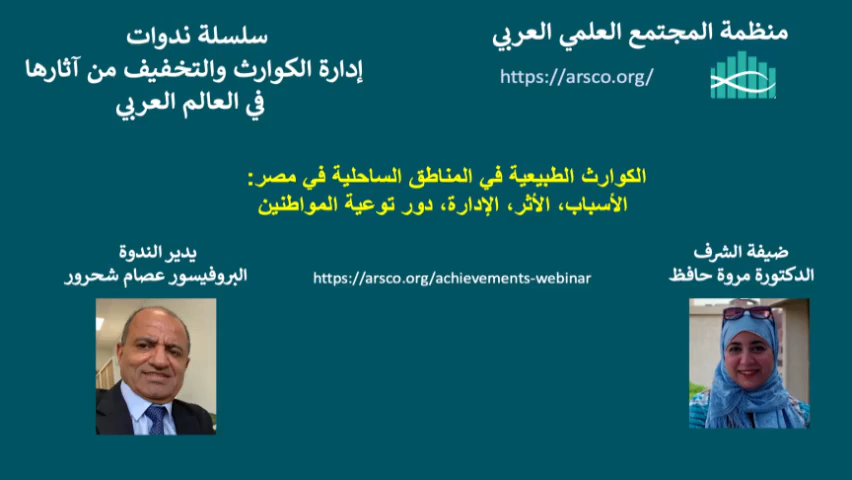 منظمة المجتمع العلمي العربي
https://arsco.org/
سلسلة ندوات
إدارة الكوارث والتخفيف من آثارها
في العالم العربي
الكوارث الطبيعية في المناطق الساحلية في مصر:
الأسباب، الأثر، الإدارة، دور توعية المواطنين
ضيفة الشرف
الدكتورة مروة حافظ
https://arsco.org/achievements-webinar
يدير الندوة
البروفيسور عصام شحرور